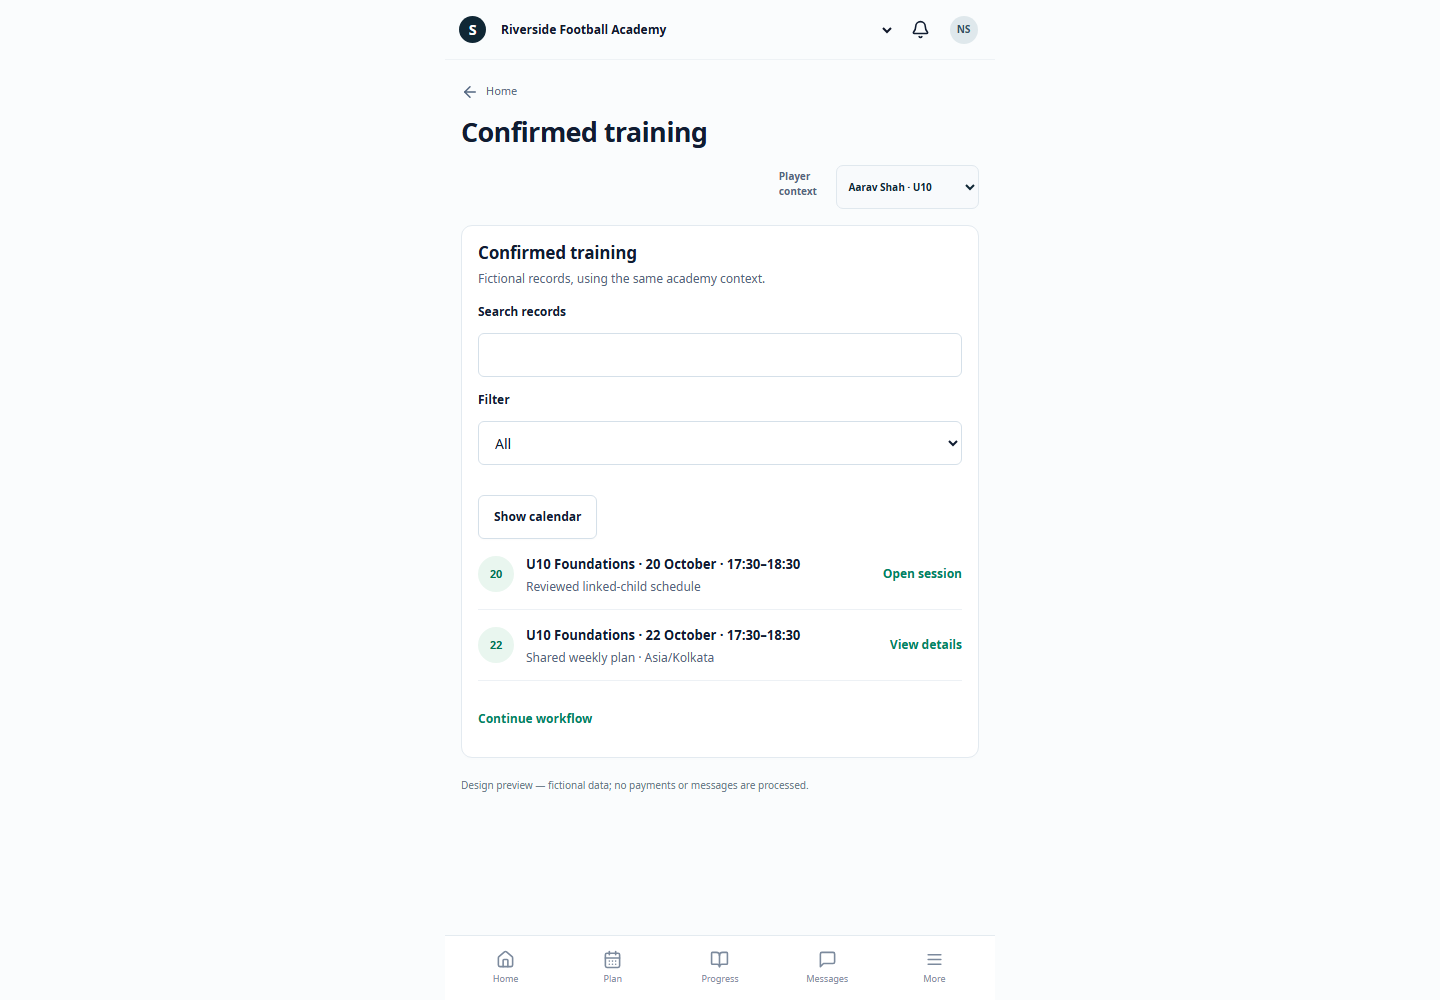 S
Riverside Football Academy
NS
Home
Confirmed training
Player
context
Aarav Shah · U10
Confirmed training
Fictional records, using the same academy context.
Search records
Filter
All
Show calendar
20
U10 Foundations · 20 October · 17:30–18:30
Reviewed linked-child schedule
Open session
22
U10 Foundations · 22 October · 17:30–18:30
Shared weekly plan · Asia/Kolkata
View details
Continue workflow
Design preview — fictional data; no payments or messages are processed.
Home
Plan
Progress
Messages
More